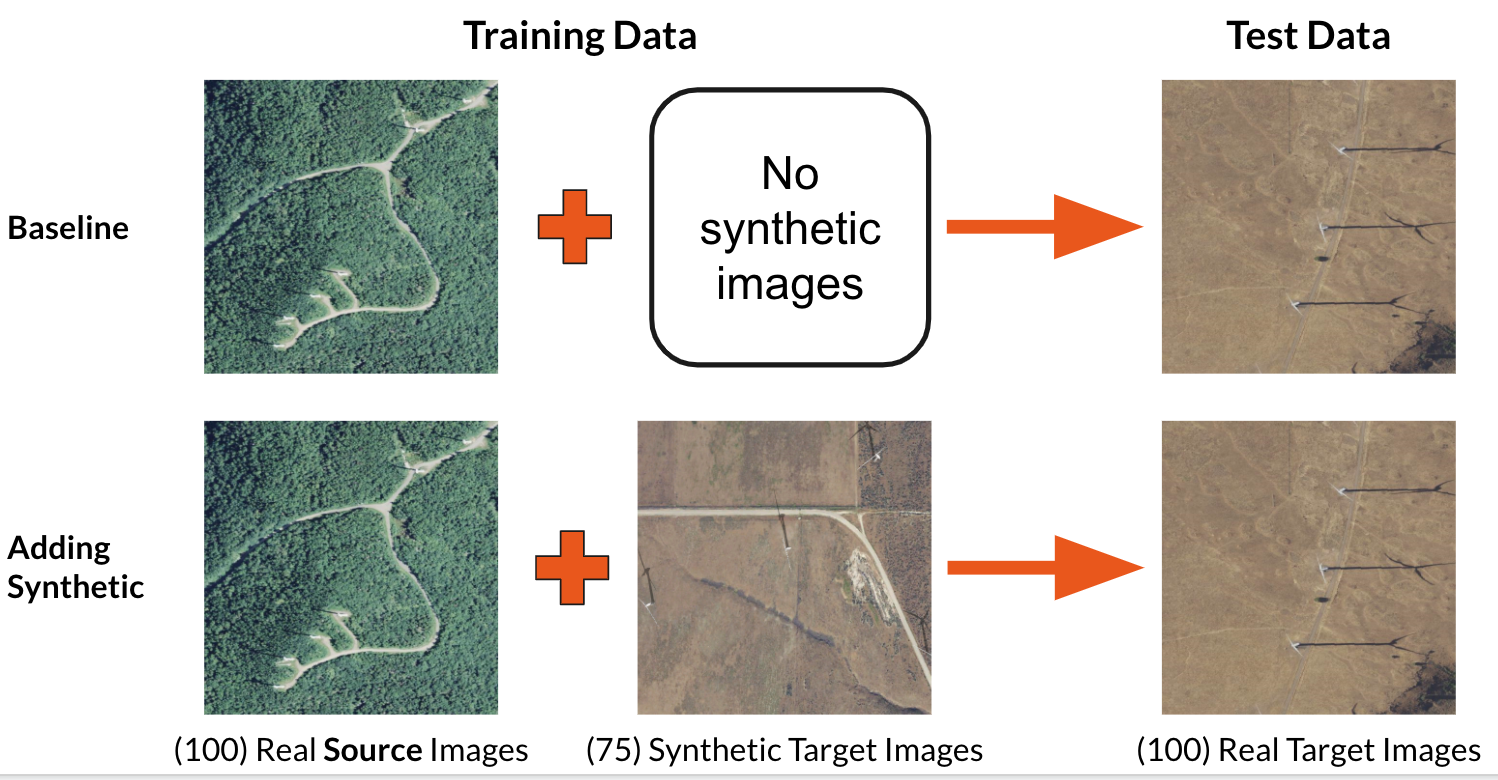 Training Data
Test Data
Baseline
No
synthetic
images
Adding
Synthetic
(100) Real Source Images
(75) Synthetic Target Images
(100) Real Target Images